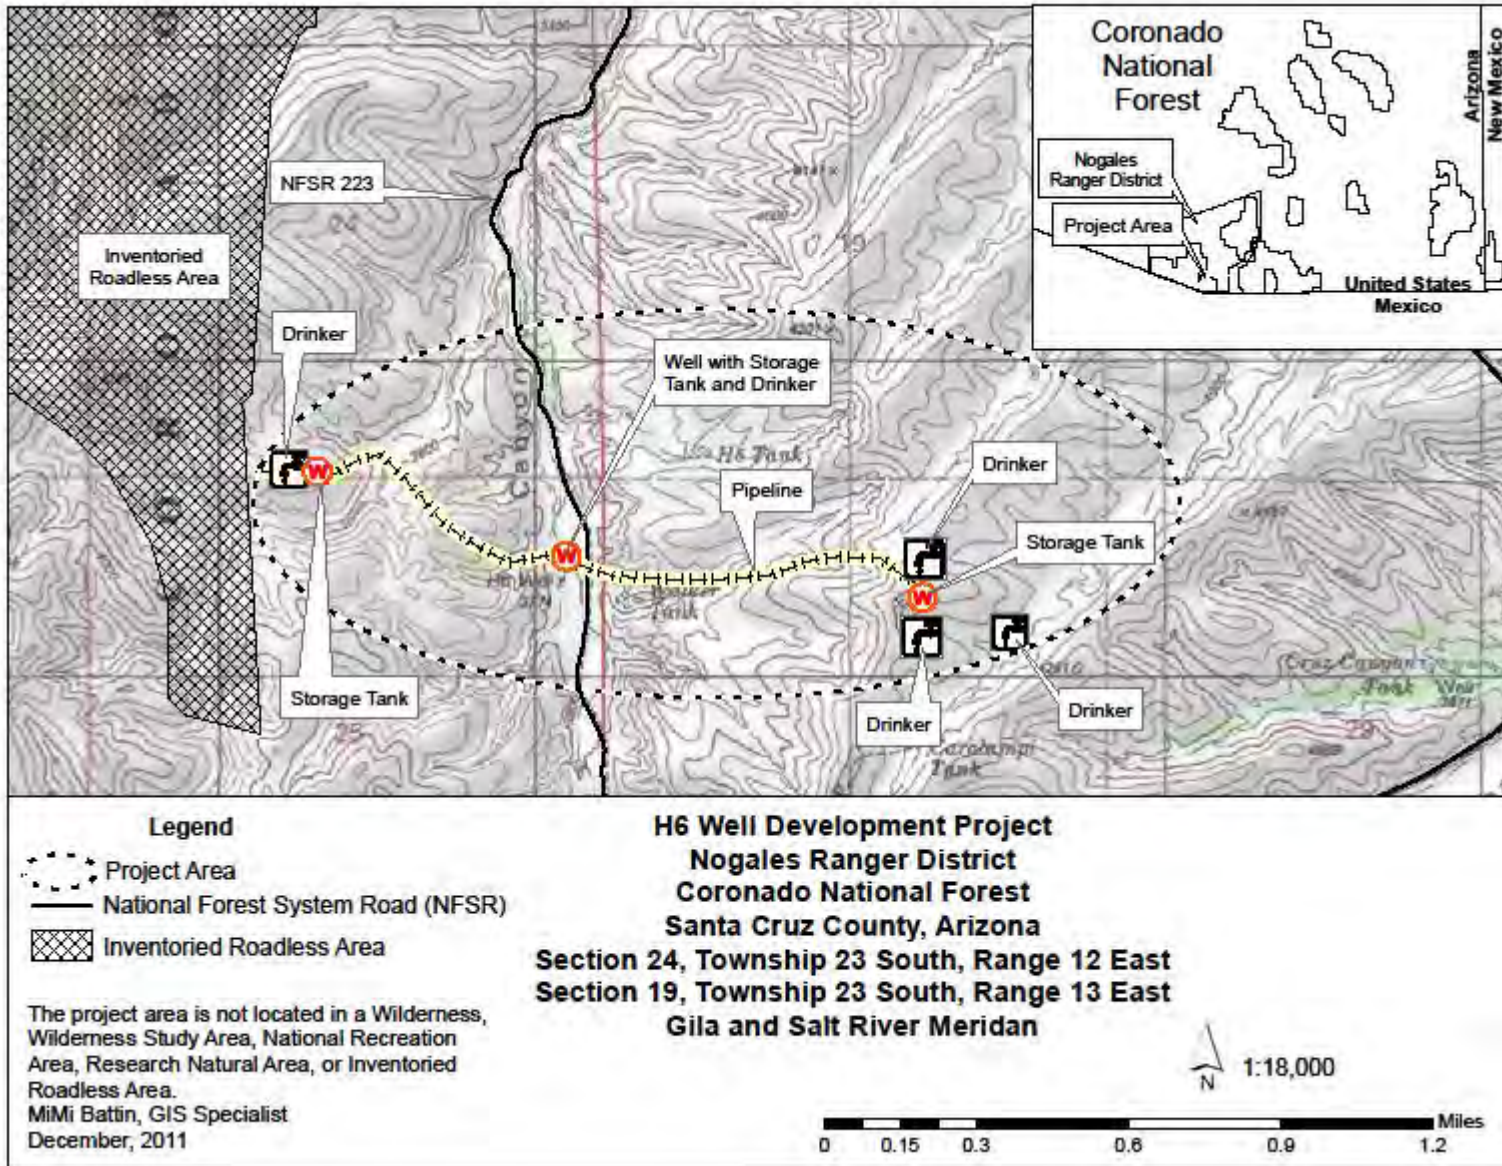 Coronado
National
Forest
Arizona
New Mexico
Nogales
Ranger District
Project Area
United States
Mexico
NFSR 223
Inventoried
Roadless Area
Drinker
Well with Storage
Tank and Drinker
Canyon
H6 Tank
Drinker
Pipeline
Storage Tank
W
W
W
Tank
Storage Tank
Drinker
Drinker
Cruz Canyon
Tank
Tank
Legend
Project Area
National Forest System Road (NFSR)
Inventoried Roadless Area
The project area is not located in a Wilderness,
Wilderness Study Area, National Recreation
Area, Research Natural Area, or Inventoried
Roadless Area.
MiMi Battin, GIS Specialist
December, 2011
H6 Well Development Project
Nogales Ranger District
Coronado National Forest
Santa Cruz County, Arizona
Section 24, Township 23 South, Range 12 East
Section 19, Township 23 South, Range 13 East
Gila and Salt River Meridan
N
1:18,000
Miles
0 0.15 0.3 0.6 0.9 1.2